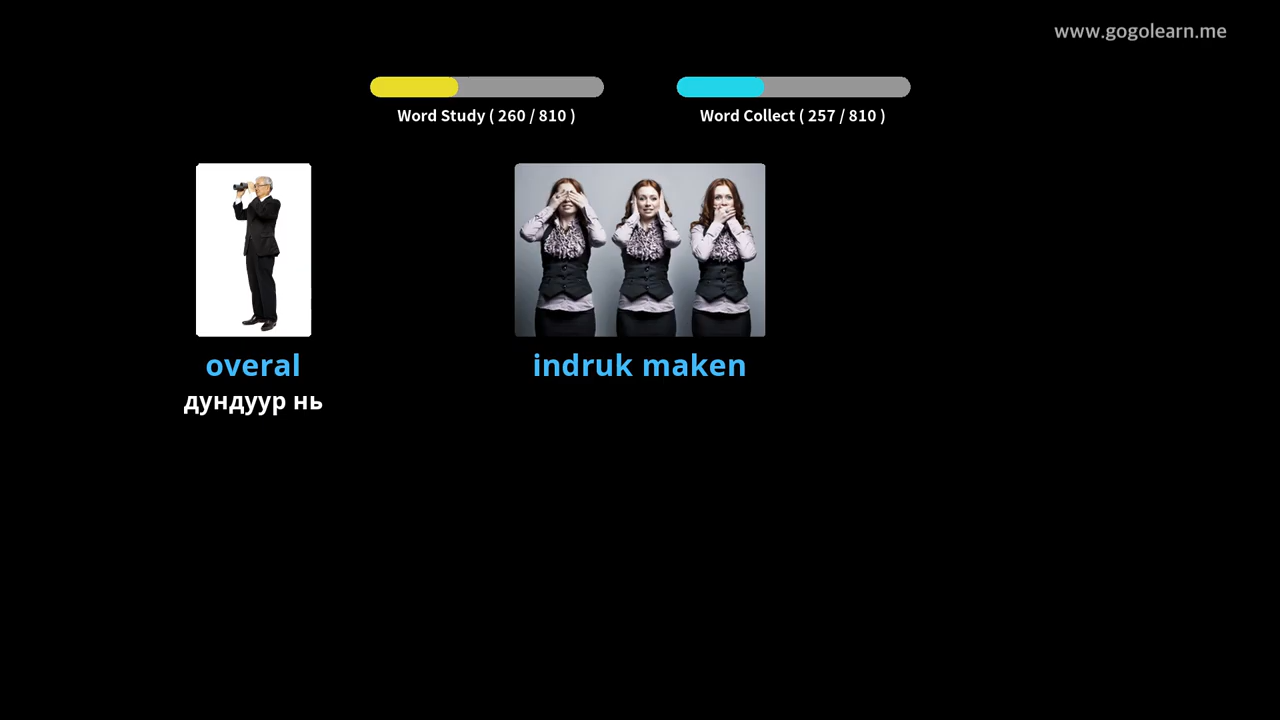 www.gogolearn.me
Word Study ( 260 / 810 )
Word Collect ( 257 / 810 )
overal
indruk maken
дундуур нь